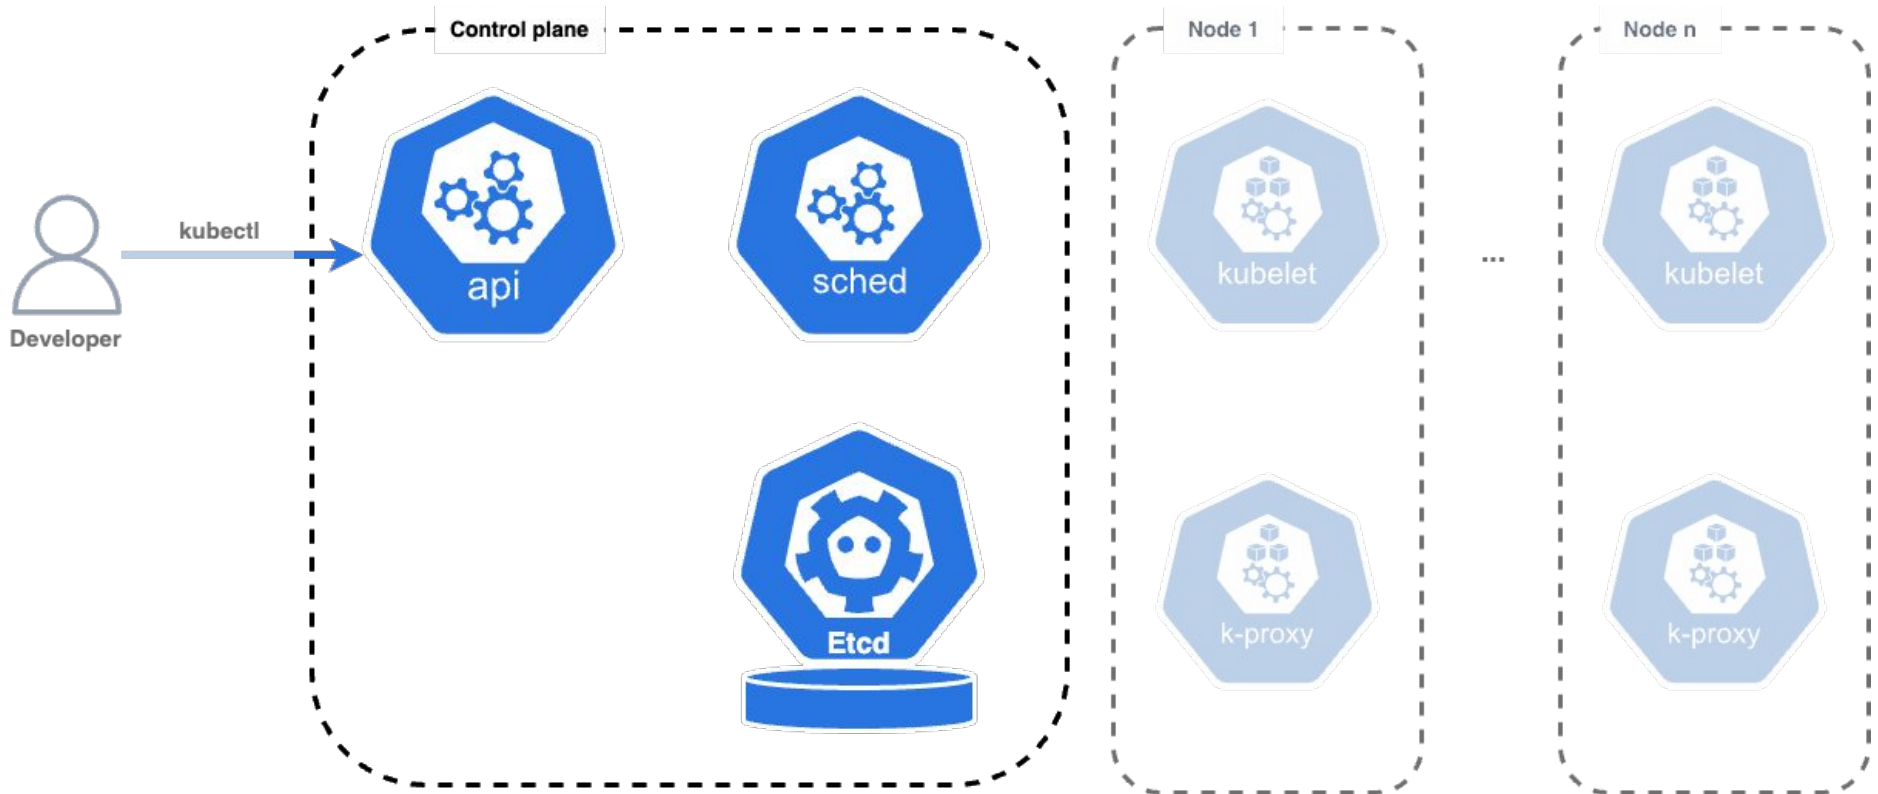 Control plane
Node 1
Node n
kubectl
Developer
api
sched
kubelet
...
kubelet
Etcd
k-proxy
k-proxy